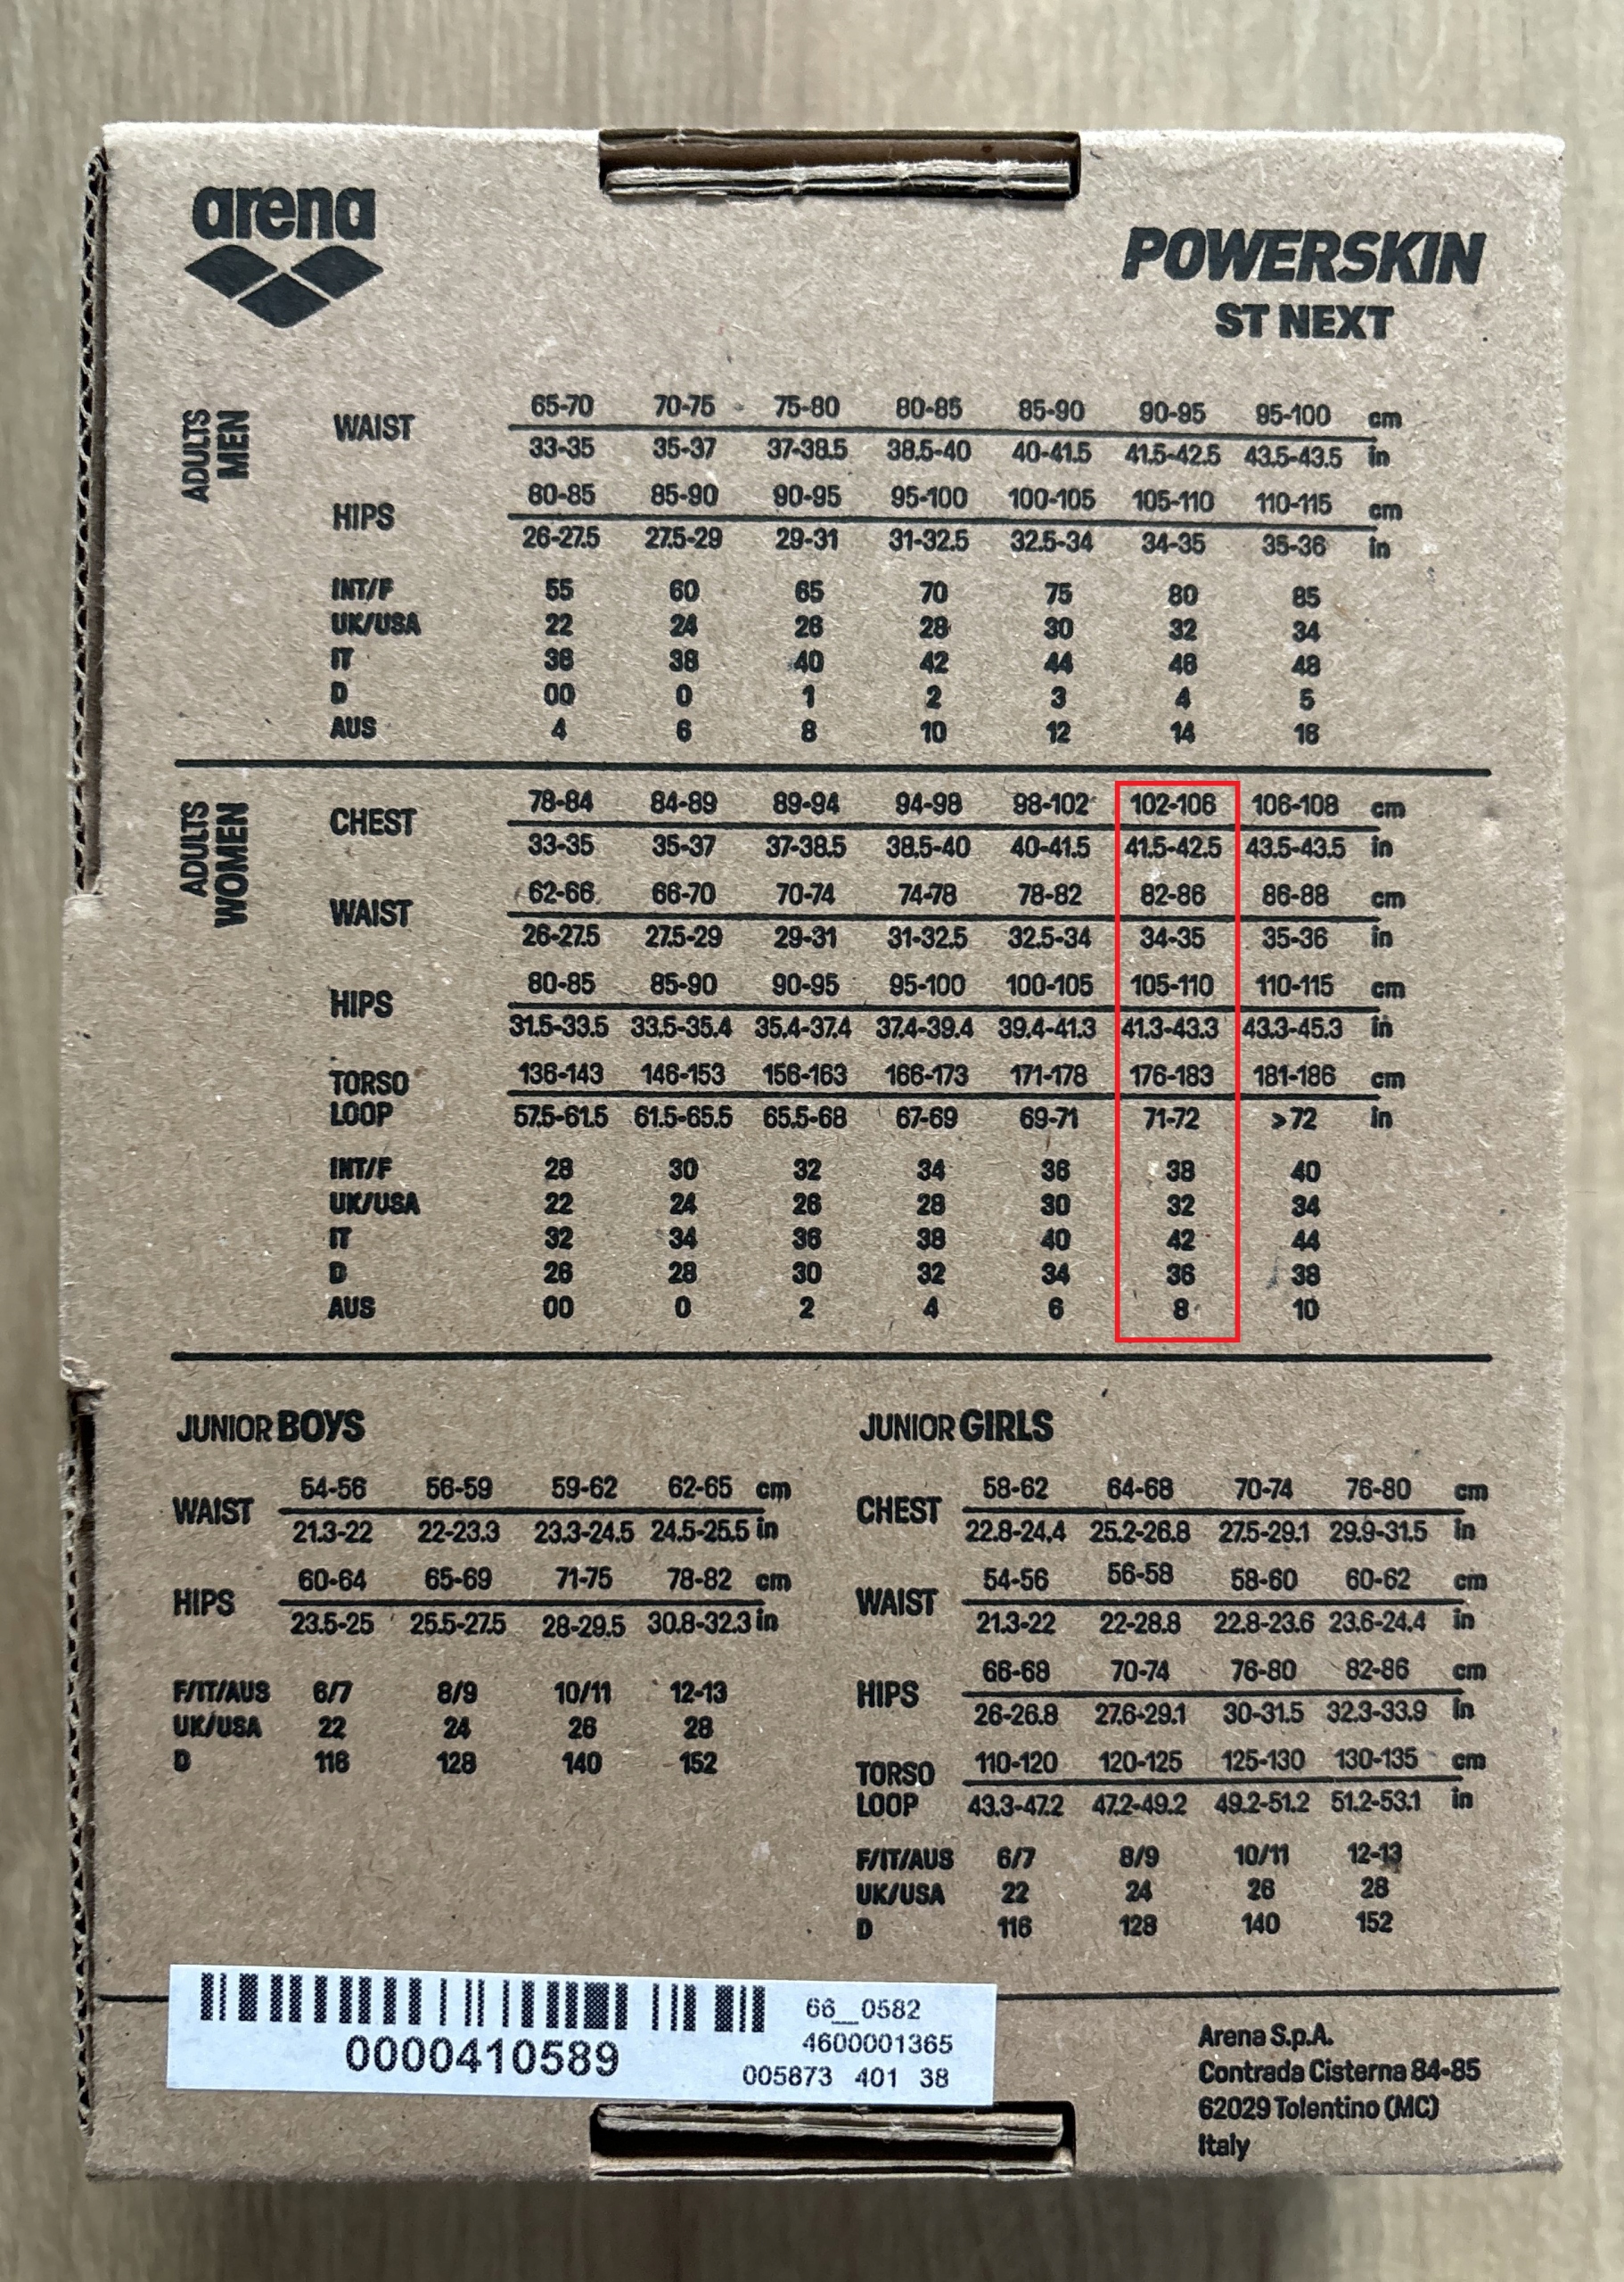 arena
POWERSKIN
ST NEXT
ADULTS
MEN
WAIST 65-70 70-75 75-80 80-85 85-90 90-95 95-100 cm
33-35 35-37 37-38.5 38.5-40 40-41.5 41.5-42.5 43.5-43.5 in
HIPS 80-85 85-90 90-95 95-100 100-105 105-110 110-115 cm
26-27.5 27.5-29 29-31 31-32.5 32.5-34 34-35 35-36 in
INT/F 55 60 65 70 75 80 85
UK/USA 22 24 26 28 30 32 34
IT 36 38 40 42 44 46 48
D 00 0 1 2 3 4 5
AUS 4 6 8 10 12 14 16
ADULTS
WOMEN
CHEST 78-84 84-89 89-94 94-98 98-102 102-106 106-108 cm
33-35 35-37 37-38.5 38.5-40 40-41.5 41.5-42.5 43.5-43.5 in
WAIST 62-66 66-70 70-74 74-78 78-82 82-86 86-88 cm
26-27.5 27.5-29 29-31 31-32.5 32.5-34 34-35 35-36 in
HIPS 80-85 85-90 90-95 95-100 100-105 105-110 110-115 cm
31.5-33.5 33.5-35.4 35.4-37.4 37.4-39.4 39.4-41.3 41.3-43.3 43.3-45.3 in
TORSO LOOP 136-143 146-153 156-163 166-173 171-178 176-183 181-186 cm
57.5-61.5 61.5-65.5 65.5-68 67-69 69-71 71-72 >72 in
INT/F 28 30 32 34 36 38 40
UK/USA 22 24 26 28 30 32 34
IT 32 34 36 38 40 42 44
D 26 28 30 32 34 36 38
AUS 00 0 2 4 6 8 10
JUNIOR BOYS
WAIST 54-56 56-59 59-62 62-65 cm
21.3-22 22-23.3 23.3-24.5 24.5-25.5 in
HIPS 60-64 65-69 71-75 78-82 cm
23.5-25 25.5-27.5 28-29.5 30.8-32.3 in
F/IT/AUS 6/7 8/9 10/11 12-13
UK/USA 22 24 26 28
D 116 128 140 152
JUNIOR GIRLS
CHEST 58-62 64-68 70-74 76-80 cm
22.8-24.4 25.2-26.8 27.5-29.1 29.9-31.5 in
WAIST 54-56 56-58 58-60 60-62 cm
21.3-22 22-28.8 22.8-23.6 23.6-24.4 in
HIPS 66-68 70-74 76-80 82-86 cm
26-26.8 27.6-29.1 30-31.5 32.3-33.9 in
TORSO LOOP 110-120 120-125 125-130 130-135 cm
43.3-47.2 47.2-49.2 49.2-51.2 51.2-53.1 in
F/IT/AUS 6/7 8/9 10/11 12-13
UK/USA 22 24 26 28
D 116 128 140 152
0000410589
66__0582
4600001365
005873 401 38
Arena S.p.A.
Contrada Cisterna 84-85
62029 Tolentino (MC)
Italy